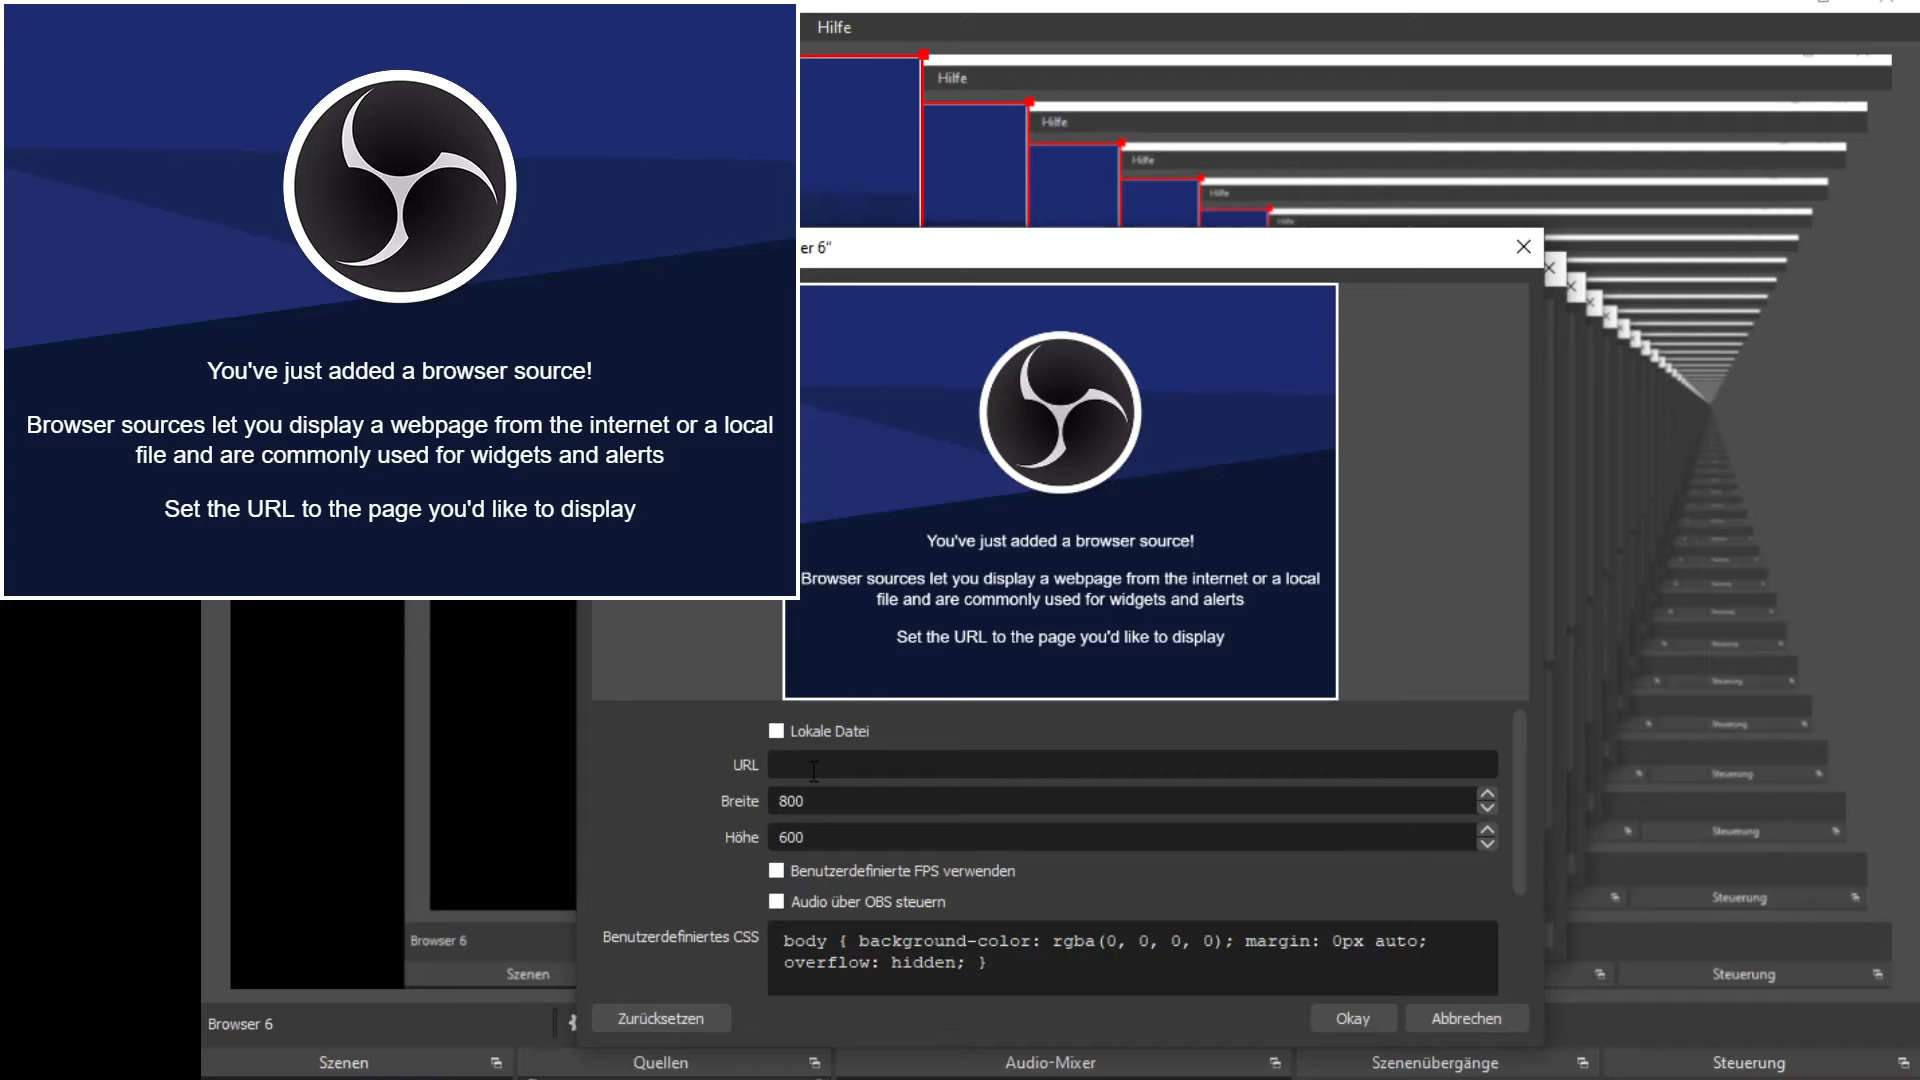 You've just added a browser source!
Browser sources let you display a webpage from the internet or a local
file and are commonly used for widgets and alerts
Set the URL to the page you'd like to display
Hilfe
Hilfe
Hilfe
Hilfe
Hilfe
er 6"
You've just added a browser source!
Browser sources let you display a webpage from the internet or a local
file and are commonly used for widgets and alerts
Set the URL to the page you'd like to display
Lokale Datei
URL
Breite 800
Höhe 600
Benutzerdefinierte FPS verwenden
Audio über OBS steuern
Benutzerdefiniertes CSS
body { background-color: rgba(0, 0, 0, 0); margin: 0px auto;
overflow: hidden; }
Zurücksetzen
Okay
Abbrechen
Browser 6
Szenen
Browser 6
Szenen
Quellen
Audio-Mixer
Szenenübergänge
Steuerung
Steuerung
Steuerung
Steuerung
Steuerung
Steuerung